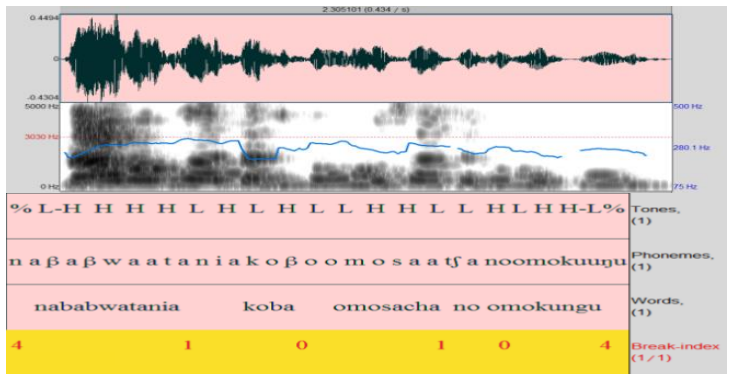 2.305101 (0.434 / s)
0.4494
0
-0.4304
5000 Hz
3030 Hz
0 Hz
500 Hz
280.1 Hz
75 Hz
% L-H H H H L H L H L L H H L L H L H H-L% Tones, (1)
n a β a β w a a t a n i a k o β o o m o s a a tʃ a n o o m o k u u ŋ u Phonemes, (1)
nababwatania koba omosacha no omokungu Words, (1)
4 1 0 1 0 4 Break-index (1/1)